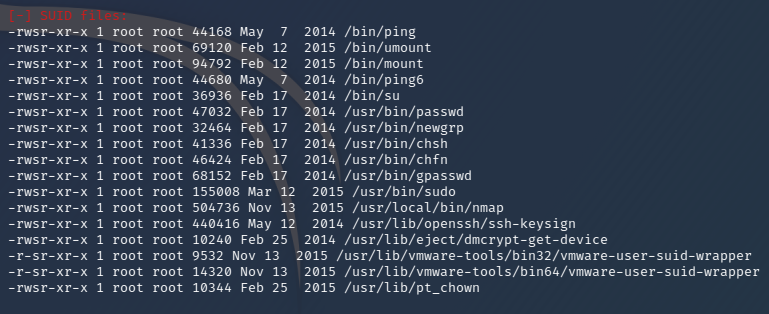 [-] SUID files:
-rwsr-xr-x 1 root root 44168 May  7  2014 /bin/ping
-rwsr-xr-x 1 root root 69120 Feb 12  2015 /bin/umount
-rwsr-xr-x 1 root root 94792 Feb 12  2015 /bin/mount
-rwsr-xr-x 1 root root 44680 May  7  2014 /bin/ping6
-rwsr-xr-x 1 root root 36936 Feb 17  2014 /bin/su
-rwsr-xr-x 1 root root 47032 Feb 17  2014 /usr/bin/passwd
-rwsr-xr-x 1 root root 32464 Feb 17  2014 /usr/bin/newgrp
-rwsr-xr-x 1 root root 41336 Feb 17  2014 /usr/bin/chsh
-rwsr-xr-x 1 root root 46424 Feb 17  2014 /usr/bin/chfn
-rwsr-xr-x 1 root root 68152 Feb 17  2014 /usr/bin/gpasswd
-rwsr-xr-x 1 root root 155008 Mar 12  2015 /usr/bin/sudo
-rwsr-xr-x 1 root root 504736 Nov 13  2015 /usr/local/bin/nmap
-rwsr-xr-x 1 root root 440416 May 12  2014 /usr/lib/openssh/ssh-keysign
-rwsr-xr-x 1 root root 10240 Feb 25  2014 /usr/lib/eject/dmcrypt-get-device
-r-sr-xr-x 1 root root 9532 Nov 13  2015 /usr/lib/vmware-tools/bin32/vmware-user-suid-wrapper
-r-sr-xr-x 1 root root 14320 Nov 13  2015 /usr/lib/vmware-tools/bin64/vmware-user-suid-wrapper
-rwsr-xr-x 1 root root 10344 Feb 25  2015 /usr/lib/pt_chown